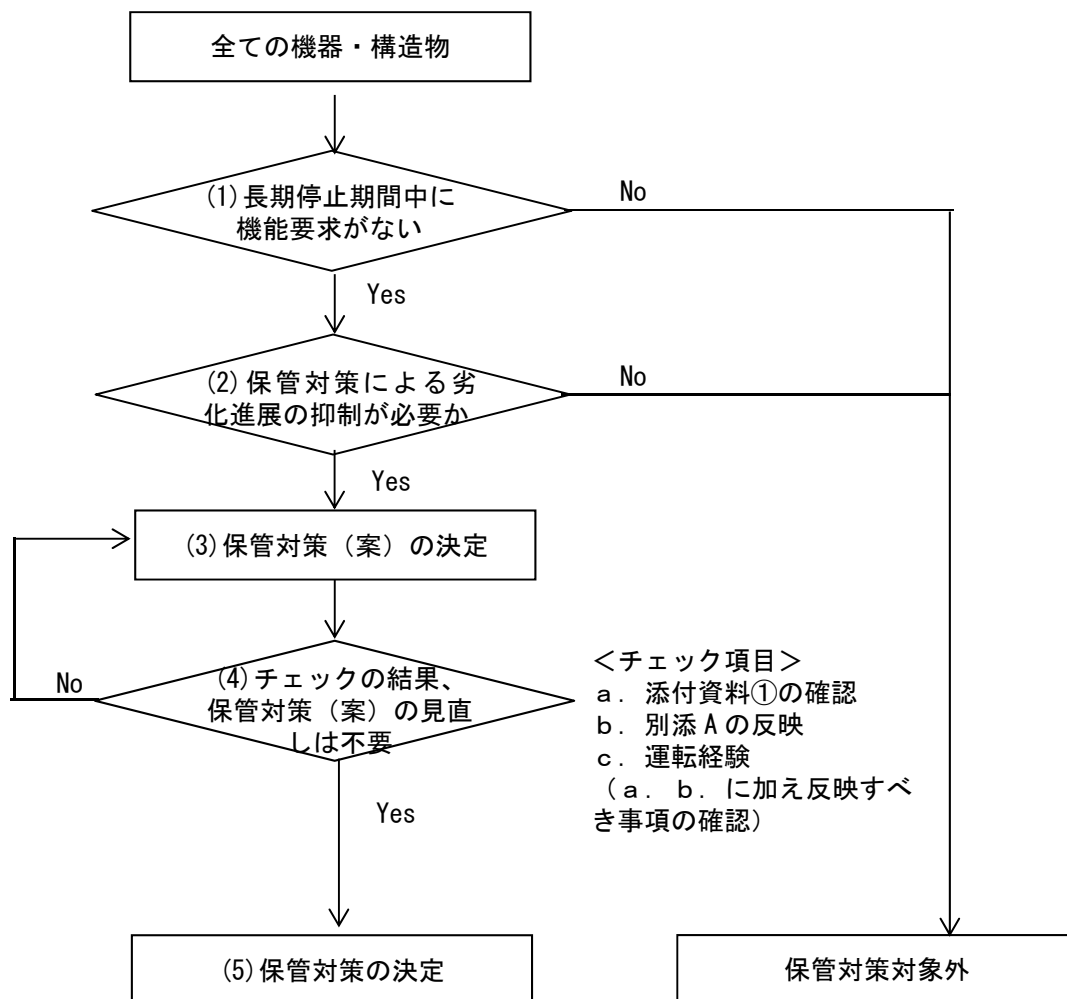 全ての機器・構造物
(1)長期停止期間中に
機能要求がない
No
Yes
(2)保管対策による劣
化進展の抑制が必要か
No
Yes
(3)保管対策（案）の決定
(4)チェックの結果、
保管対策（案）の見直
しは不要
No
Yes
＜チェック項目＞
ａ．添付資料①の確認
ｂ．別添Ａの反映
ｃ．運転経験
（ａ．ｂ．に加え反映すべ
き事項の確認）
(5)保管対策の決定
保管対策対象外